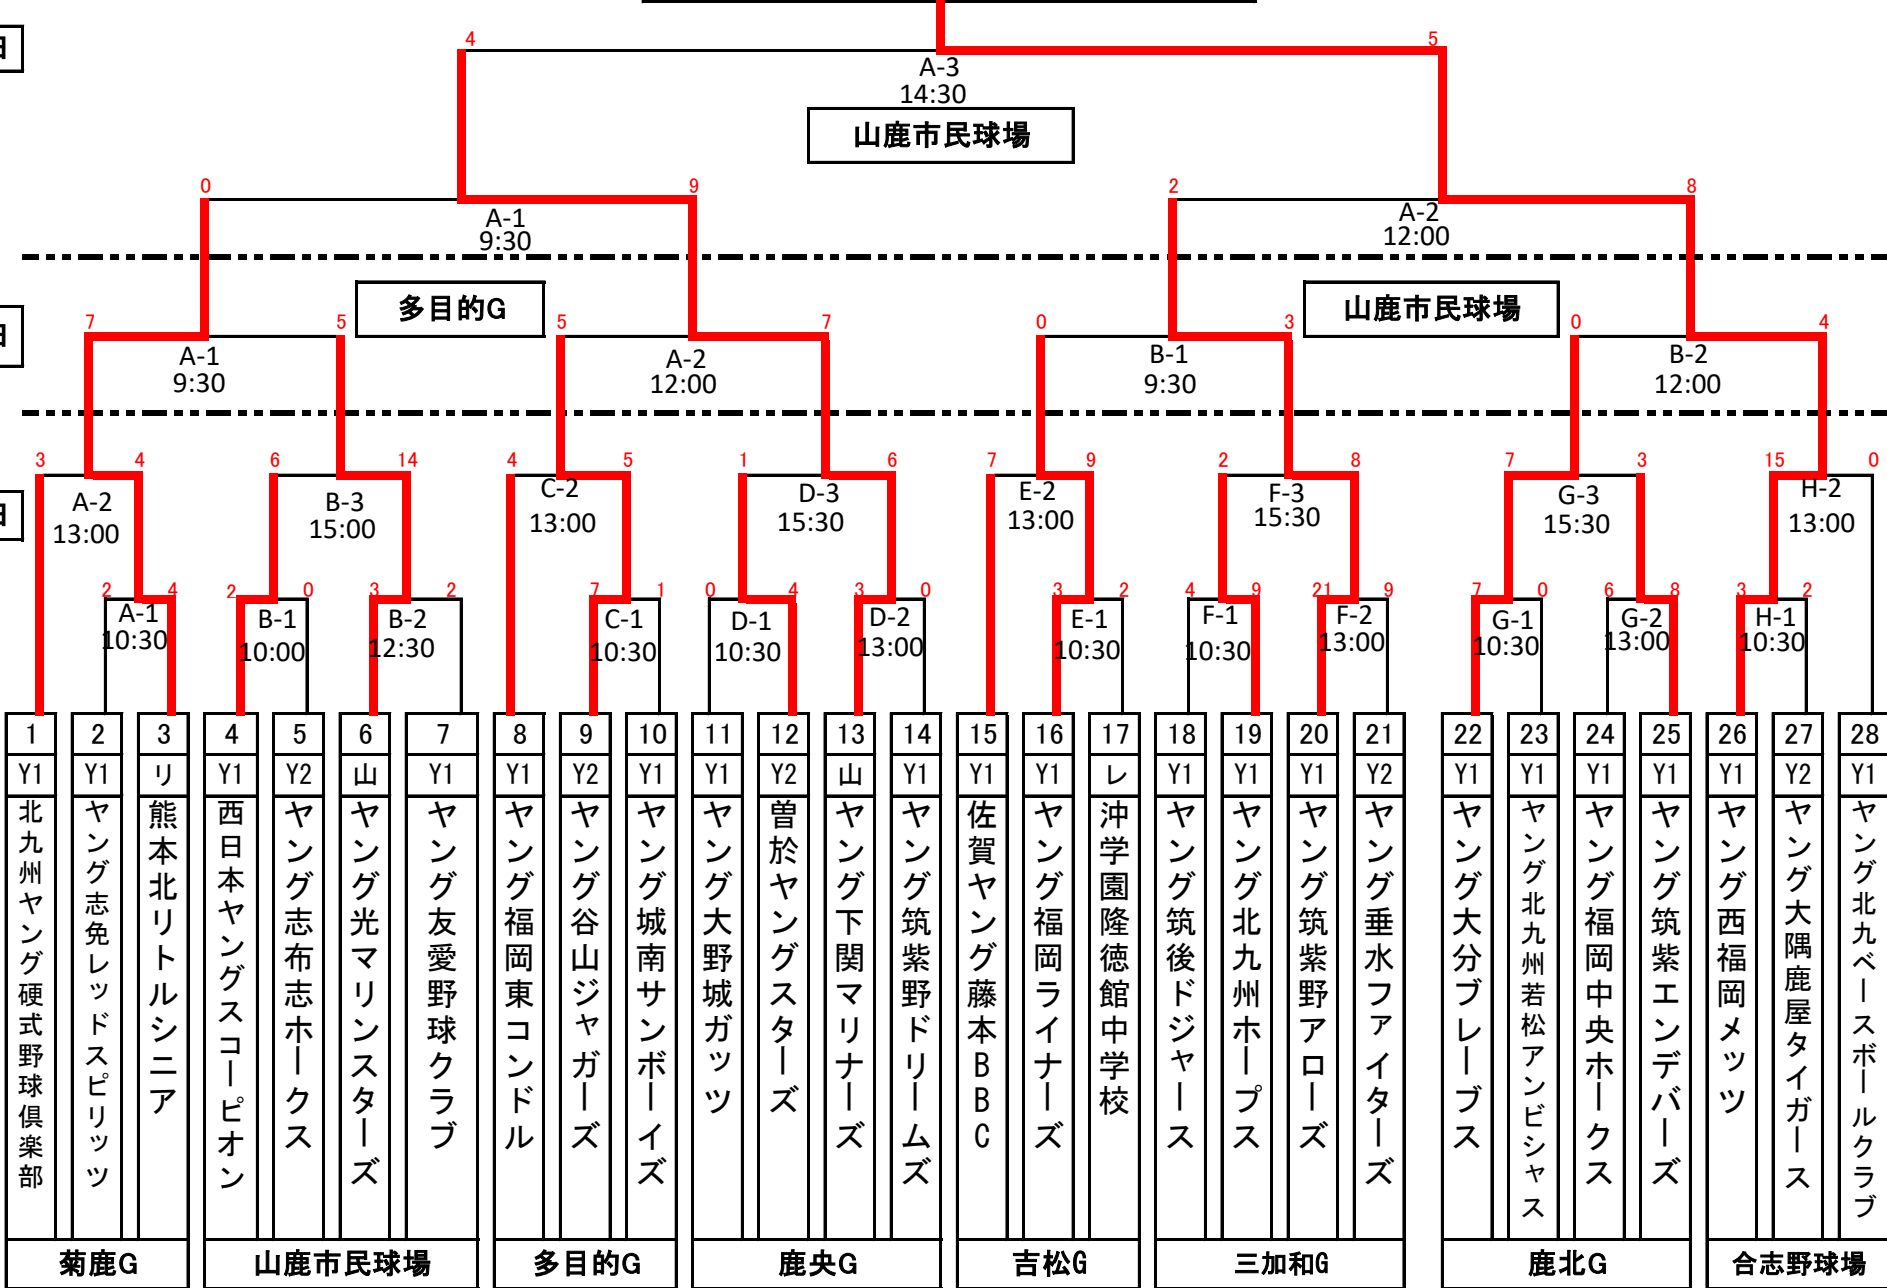 日
4
5
A-3
14:30
山鹿市民球場
0
9
2
8
A-1
9:30
A-2
12:00
日
多目的G
山鹿市民球場
7
5
5
7
0
3
0
4
A-1
9:30
A-2
12:00
B-1
9:30
B-2
12:00
日
3
4
6
14
4
5
1
6
7
9
2
8
7
3
15
0
A-2
13:00
B-3
15:00
C-2
13:00
D-3
15:30
E-2
13:00
F-3
15:30
G-3
15:30
H-2
13:00
2
4
2
0
3
2
7
1
0
4
3
0
3
2
4
9
21
9
7
0
6
8
3
2
A-1
10:30
B-1
10:00
B-2
12:30
C-1
10:30
D-1
10:30
D-2
13:00
E-1
10:30
F-1
10:30
F-2
13:00
G-1
10:30
G-2
13:00
H-1
10:30
1 2 3 4 5 6 7 8 9 10 11 12 13 14 15 16 17 18 19 20 21 22 23 24 25 26 27 28
Y1 Y1 リ Y1 Y2 山 Y1 Y1 Y2 Y1 Y1 Y2 山 Y1 Y1 Y1 レ Y1 Y1 Y1 Y2 Y1 Y1 Y1 Y1 Y1 Y2 Y1
北九州ヤング硬式野球倶楽部
ヤング志免レッドスピリッツ
熊本北リトルシニア
西日本ヤングスコーピオン
ヤング志布志ホークス
ヤング光マリンスターズ
ヤング友愛野球クラブ
ヤング福岡東コンドル
ヤング谷山ジャガーズ
ヤング城南サンボーイズ
ヤング大野城ガッツ
曽於ヤングスターズ
ヤング下関マリナーズ
ヤング筑紫野ドリームズ
佐賀ヤング藤本BBC
ヤング福岡ライナーズ
沖学園隆徳館中学校
ヤング筑後ドジャース
ヤング北九州ホープス
ヤング筑紫野アローズ
ヤング垂水ファイターズ
ヤング大分ブレーブス
ヤング北九州若松アンビシャス
ヤング福岡中央ホークス
ヤング筑紫エンデバーズ
ヤング西福岡メッツ
ヤング大隅鹿屋タイガース
ヤング北九ベースボールクラブ
菊鹿G
山鹿市民球場
多目的G
鹿央G
吉松G
三加和G
鹿北G
合志野球場